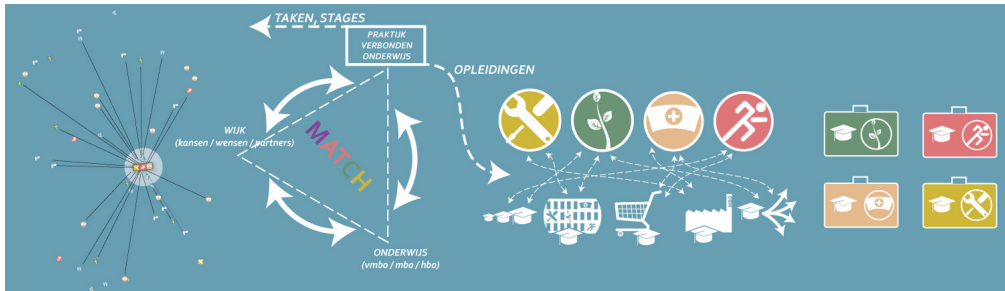 TAKEN, STAGES
PRAKTIJK
VERBONDEN
ONDERWIJS
OPLEIDINGEN
WIJK
(kansen / wensen / partners)
MATCH
ONDERWIJS
(vmbo / mbo / hbo)